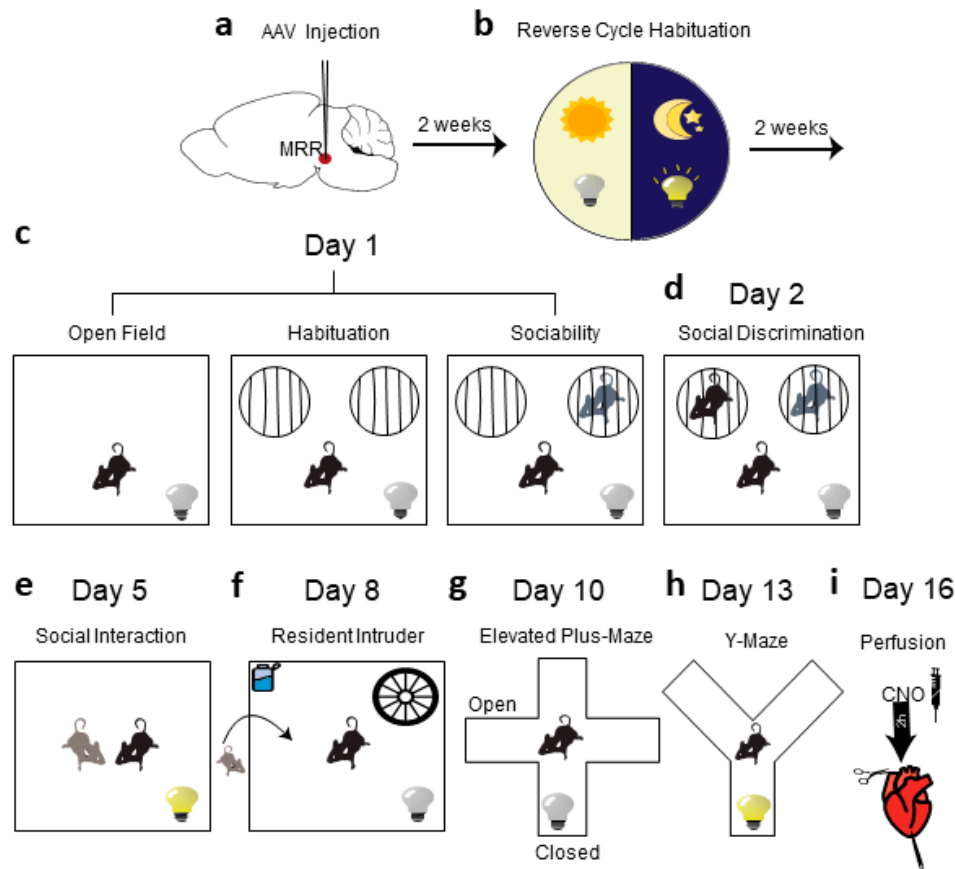 a
AAV Injection
MRR
2 weeks
b
Reverse Cycle Habituation
2 weeks
c
Day 1
Open Field
Habituation
Sociability
d
Day 2
Social Discrimination
e
Day 5
Social Interaction
f
Day 8
Resident Intruder
g
Day 10
Elevated Plus-Maze
Open
Closed
h
Day 13
Y-Maze
i
Day 16
Perfusion
CNO
2h